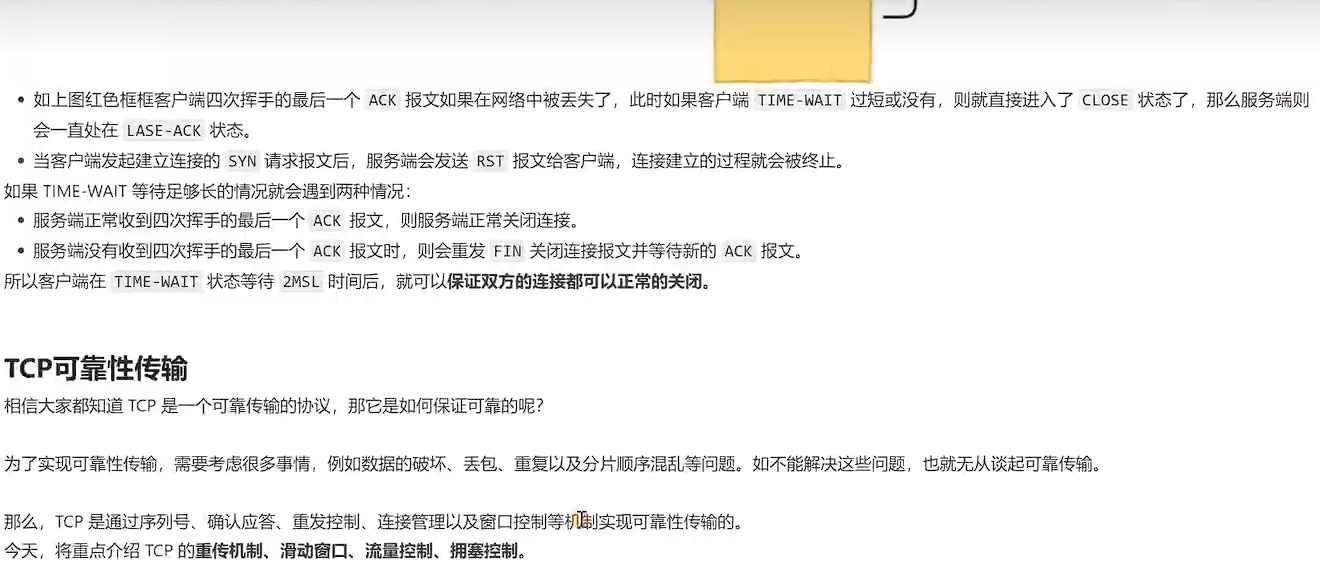 如上图红色框框客户端四次挥手的最后一个 ACK 报文如果在网络中被丢失了，此时如果客户端 TIME-WAIT 过短或没有，则就直接进入了 CLOSE 状态了，那么服务端则
会一直处在 LASE-ACK 状态。
当客户端发起建立连接的 SYN 请求报文后，服务端会发送 RST 报文给客户端，连接建立的过程就会被终止。
如果 TIME-WAIT 等待足够长的情况就会遇到两种情况：
服务端正常收到四次挥手的最后一个 ACK 报文，则服务端正常关闭连接。
服务端没有收到四次挥手的最后一个 ACK 报文时，则会重发 FIN 关闭连接报文并等待新的 ACK 报文。
所以客户端在 TIME-WAIT 状态等待 2MSL 时间后，就可以保证双方的连接都可以正常的关闭。
TCP可靠性传输
相信大家都知道 TCP 是一个可靠传输的协议，那它是如何保证可靠的呢？
为了实现可靠性传输，需要考虑很多事情，例如数据的破坏、丢包、重复以及分片顺序混乱等问题。如不能解决这些问题，也就无从谈起可靠传输。
那么，TCP 是通过序列号、确认应答、重发控制、连接管理以及窗口控制等机制实现可靠性传输的。
今天，将重点介绍 TCP 的重传机制、滑动窗口、流量控制、拥塞控制。